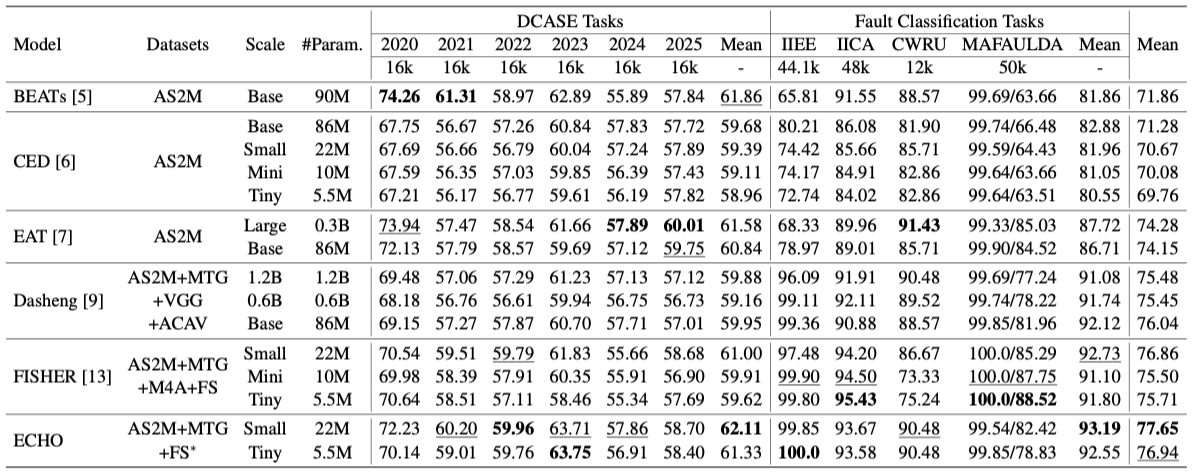 DCASE Tasks Fault Classification Tasks
Model Datasets Scale #Param. 2020 2021 2022 2023 2024 2025 Mean IIEE IICA CWRU MAFAULDA Mean Mean
16k 16k 16k 16k 16k 16k - 44.1k 48k 12k 50k -
BEATs [5] AS2M Base 90M 74.26 61.31 58.97 62.89 55.89 57.84 61.86 65.81 91.55 88.57 99.69/63.66 81.86 71.86
Base 86M 67.75 56.67 57.26 60.84 57.83 57.72 59.68 80.21 86.08 81.90 99.74/66.48 82.88 71.28
CED [6] AS2M Small 22M 67.69 56.66 56.79 60.04 57.24 57.89 59.39 74.42 85.66 85.71 99.59/64.43 81.96 70.67
Mini 10M 67.59 56.35 57.03 59.85 56.39 57.43 59.11 74.17 84.91 82.86 99.64/63.66 81.05 70.08
Tiny 5.5M 67.21 56.17 56.77 59.61 56.19 57.82 58.96 72.74 84.02 82.86 99.64/63.51 80.55 69.76
EAT [7] AS2M Large 0.3B 73.94 57.47 58.54 61.66 57.89 60.01 61.58 68.33 89.96 91.43 99.33/85.03 87.72 74.28
Base 86M 72.13 57.79 58.57 59.69 57.12 59.75 60.84 78.97 89.01 85.71 99.90/84.52 86.71 74.15
AS2M+MTG 1.2B 1.2B 69.48 57.06 57.29 61.23 57.13 57.12 59.88 96.09 91.91 90.48 99.69/77.24 91.08 75.48
Dasheng [9] +VGG 0.6B 0.6B 68.18 56.76 56.61 59.94 56.75 56.73 59.16 99.11 92.11 89.52 99.74/78.22 91.74 75.45
+ACAV Base 86M 69.15 57.27 57.87 60.70 57.71 57.01 59.95 99.36 90.88 88.57 99.85/81.96 92.12 76.04
AS2M+MTG Small 22M 70.54 59.51 59.79 61.83 55.66 58.68 61.00 97.48 94.20 86.67 100.0/85.29 92.73 76.86
FISHER [13] +M4A+FS Mini 10M 69.98 58.39 57.91 60.35 55.91 56.90 59.91 99.90 94.50 73.33 100.0/87.75 91.10 75.50
Tiny 5.5M 70.64 58.51 57.11 58.46 55.34 57.69 59.62 99.80 95.43 75.24 100.0/88.52 91.80 75.71
ECHO AS2M+MTG Small 22M 72.23 60.20 59.96 63.71 57.86 58.70 62.11 99.85 93.67 90.48 99.54/82.42 93.19 77.65
+FS* Tiny 5.5M 70.14 59.01 59.76 63.75 56.91 58.40 61.33 100.0 93.58 90.48 99.85/78.83 92.55 76.94